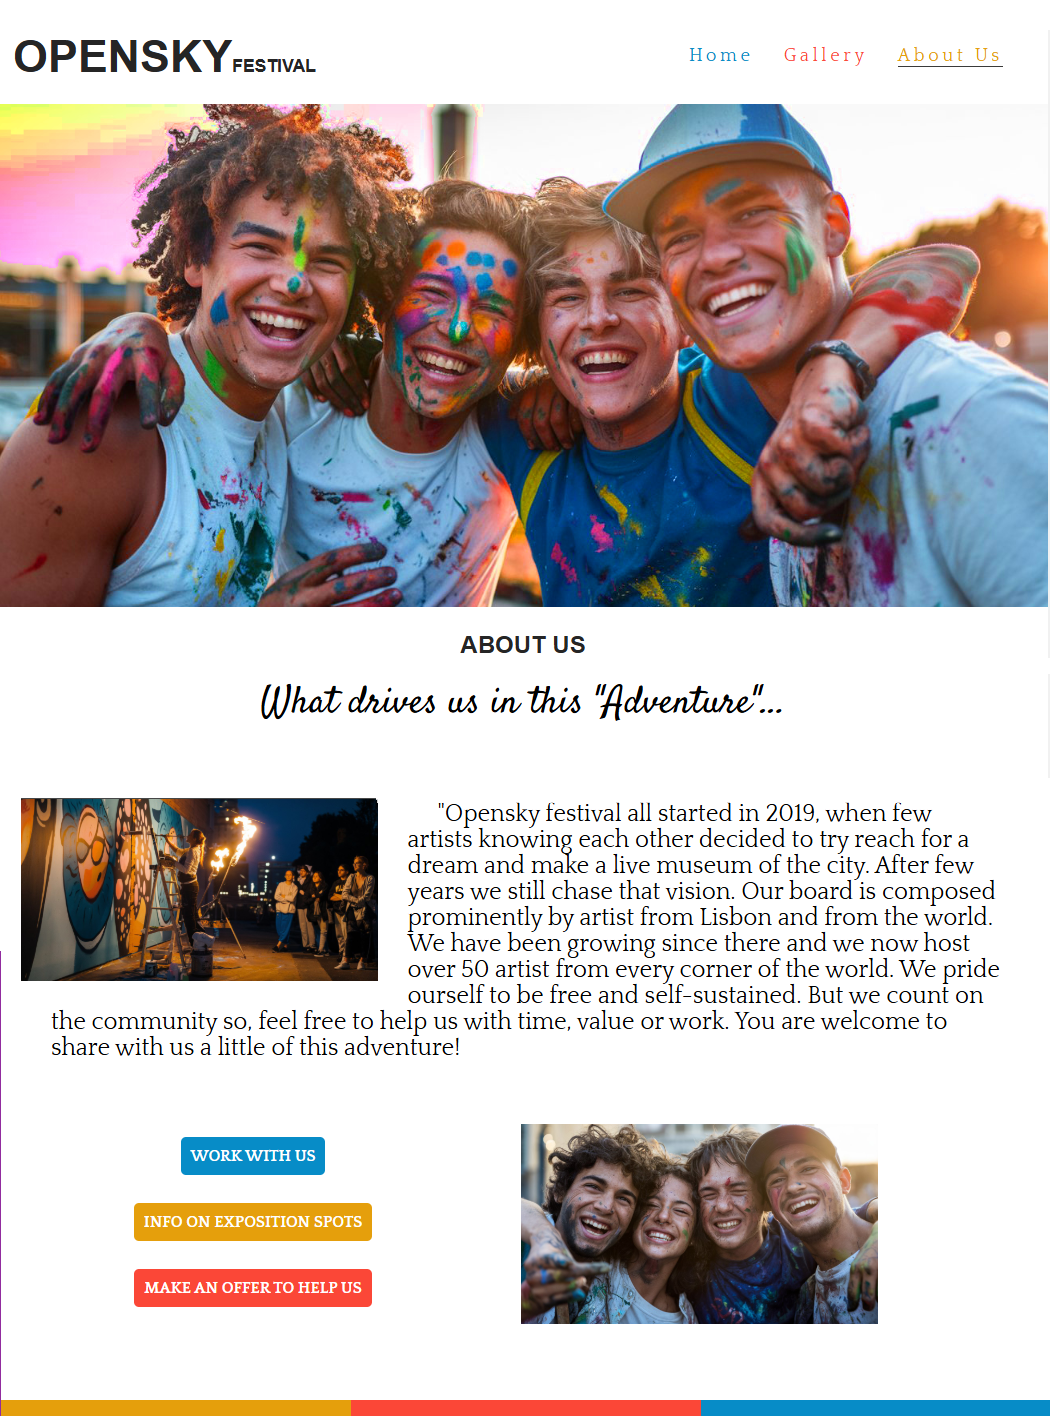 OPENSKY FESTIVAL
Home Gallery About Us
ABOUT US
What drives us in this "Adventure"...
"Opensky festival all started in 2019, when few
artists knowing each other decided to try reach for a
dream and make a live museum of the city. After few
years we still chase that vision. Our board is composed
prominently by artist from Lisbon and from the world.
We have been growing since there and we now host
over 50 artist from every corner of the world. We pride
ourself to be free and self-sustained. But we count on
the community so, feel free to help us with time, value or work. You are welcome to
share with us a little of this adventure!
WORK WITH US
INFO ON EXPOSITION SPOTS
MAKE AN OFFER TO HELP US